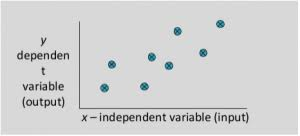 y
dependen
t
variable
(output)
x – independent variable (input)